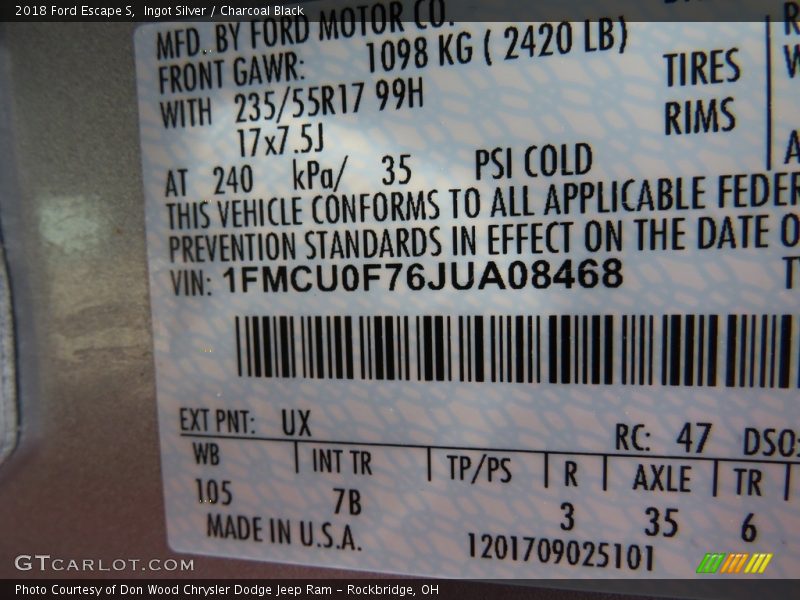 2018 Ford Escape S, Ingot Silver / Charcoal Black
MFD. BY FORD MOTOR CO.
FRONT GAWR: 1098 KG ( 2420 LB)
WITH 235/55R17 99H TIRES
17x7.5J RIMS
AT 240 kPa/ 35 PSI COLD
THIS VEHICLE CONFORMS TO ALL APPLICABLE FEDER
PREVENTION STANDARDS IN EFFECT ON THE DATE O
VIN: 1FMCU0F76JUA08468
EXT PNT: UX RC: 47 DSO:
WB INT TR TP/PS R AXLE TR
105 7B 3 35 6
MADE IN U.S.A. 1201709025101
GTCARLOT.COM
Photo Courtesy of Don Wood Chrysler Dodge Jeep Ram – Rockbridge, OH